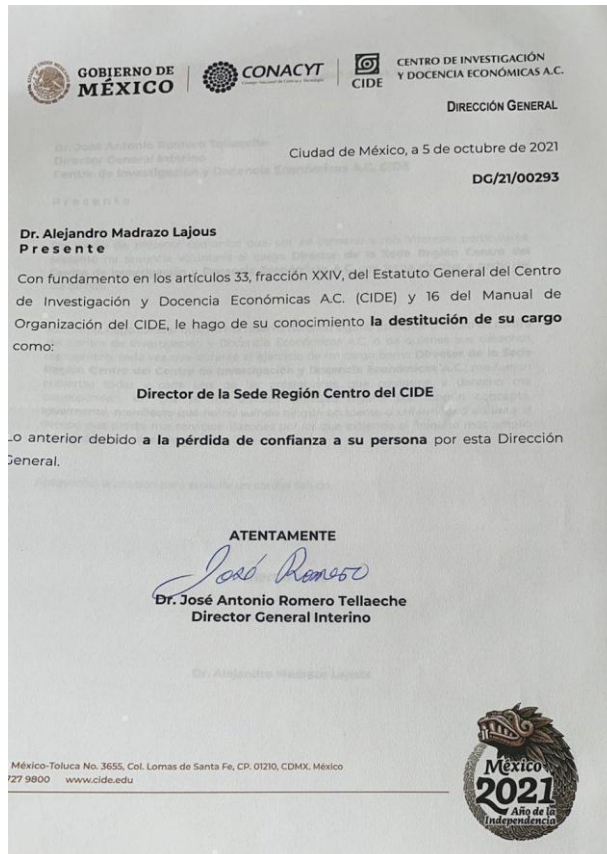 GOBIERNO DE
MÉXICO
CONACYT
Consejo Nacional de Ciencia y Tecnología
CIDE
CENTRO DE INVESTIGACIÓN
Y DOCENCIA ECONÓMICAS A.C.
DIRECCIÓN GENERAL
Ciudad de México, a 5 de octubre de 2021
DG/21/00293
Dr. Alejandro Madrazo Lajous
Presente
Con fundamento en los artículos 33, fracción XXIV, del Estatuto General del Centro
de Investigación y Docencia Económicas A.C. (CIDE) y 16 del Manual de
Organización del CIDE, le hago de su conocimiento la destitución de su cargo
como:
Director de la Sede Región Centro del CIDE
Lo anterior debido a la pérdida de confianza a su persona por esta Dirección
General.
ATENTAMENTE
José Romero
Dr. José Antonio Romero Tellaeche
Director General Interino
México-Toluca No. 3655, Col. Lomas de Santa Fe, CP. 01210, CDMX, México
727 9800 www.cide.edu
México
2021
Año de la
Independencia